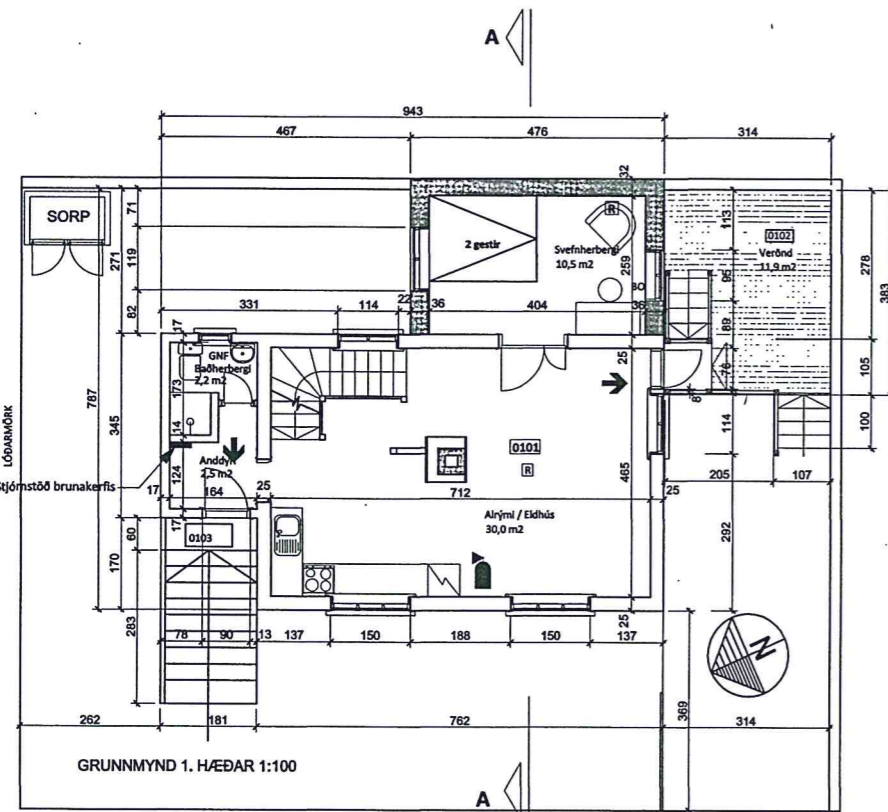 A
943
467
476
314
32
SORP
71
271
119
82
2 gestir
R
Svefnherbergi
10,5 m2
259
BO
113
0102
Verönd
11,9 m2
95
89
278
383
331
114
22
36
404
36
17
GNF
Baðherbergi
2,2 m2
173
25
76
105
8
787
345
LÓÐARMÖRK
14
0101
R
465
114
100
Anddyri
2,5 m2
Stjórnstöð brunakerfis
124
17
164
25
712
25
205
107
Alrými / Eldhús
30,0 m2
17
60
0103
170
283
292
25
78
90
13
137
150
188
150
137
N
262
181
762
369
314
GRUNNMYND 1. HÆÐAR 1:100
A